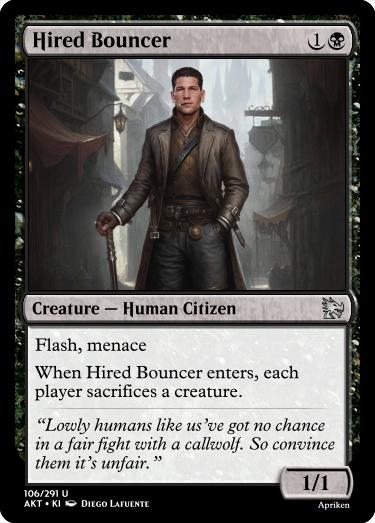 Hired Bouncer 1
Creature — Human Citizen
Flash, menace
When Hired Bouncer enters, each
player sacrifices a creature.
“Lowly humans like us’ve got no chance
in a fair fight with a callwolf. So convince
them it’s unfair.”
1/1
106/291 U
AKT • KI Diego Lafuente
Apriken